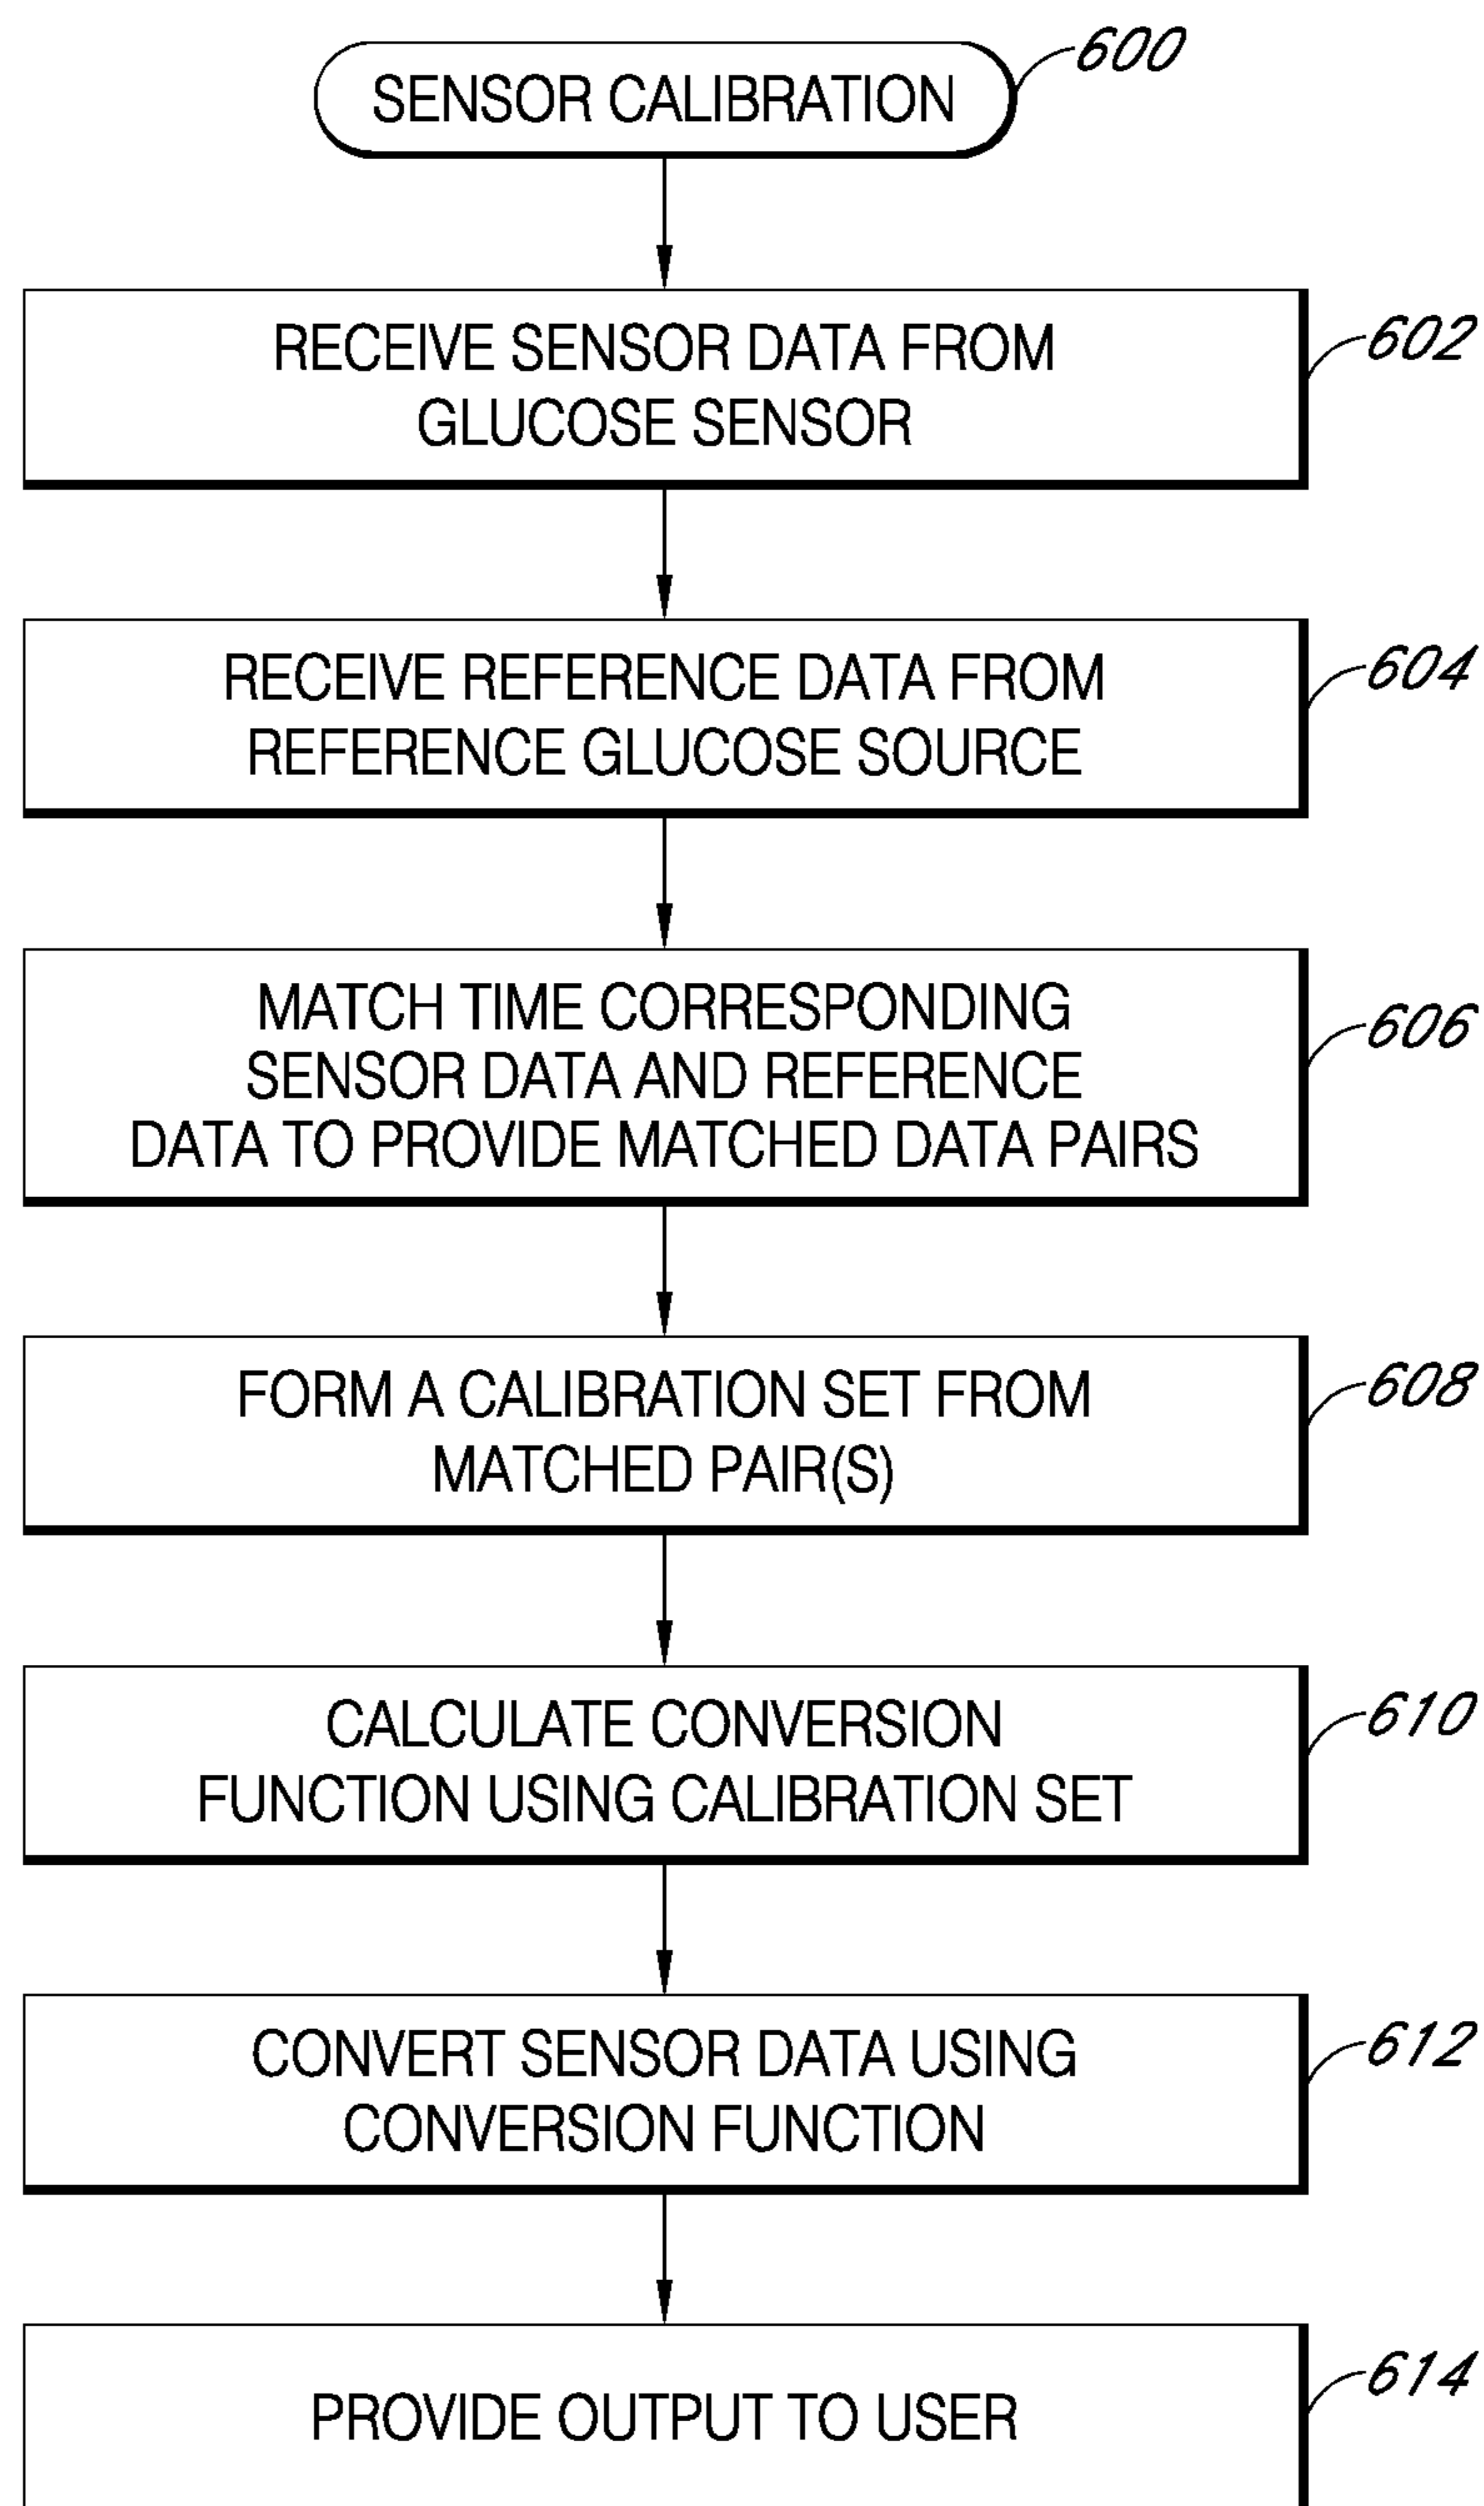 SENSOR CALIBRATION
600
RECEIVE SENSOR DATA FROM
GLUCOSE SENSOR
602
RECEIVE REFERENCE DATA FROM
REFERENCE GLUCOSE SOURCE
604
MATCH TIME CORRESPONDING
SENSOR DATA AND REFERENCE
DATA TO PROVIDE MATCHED DATA PAIRS
606
FORM A CALIBRATION SET FROM
MATCHED PAIR(S)
608
CALCULATE CONVERSION
FUNCTION USING CALIBRATION SET
610
CONVERT SENSOR DATA USING
CONVERSION FUNCTION
612
PROVIDE OUTPUT TO USER
614